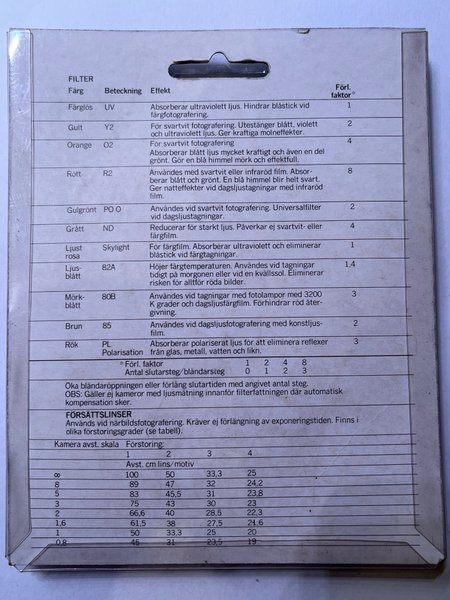 FILTER
Färg Beteckning Effekt Förl. faktor*
Färglös UV Absorberar ultraviolett ljus. Hindrar blåstick vid 1
färgfotografering.
Gult Y2 För svartvit fotografering. Utestänger blått, violett 2
och ultraviolett ljus. Ger kraftiga molneffekter.
Orange O2 För svartvit fotografering 4
Absorberar blått ljus mycket kraftigt och även en del
grönt. Gör en blå himmel mörk och effektfull.
Rött R2 Användes med svartvit eller infraröd film. Absor- 8
berar blått och grönt. En blå himmel blir helt svart.
Ger natteffekter vid dagsljustagningar med infraröd
film.
Gulgrönt PO O Användes vid svartvit fotografering. Universalfilter 2
vid dagsljustagningar.
Grått ND Reducerar för starkt ljus. Påverkar ej svartvit- eller 4
färgfilm.
Ljust Skylight För färgfilm. Absorberar ultraviolett och eliminerar 1
rosa blåstick vid färgtagningar.
Ljus- 82A Höjer färgtemperaturen. Användes vid tagningar 1,4
blått tidigt på morgonen eller vid en kvällssol. Eliminerar
risken för alltför röda bilder.
Mörk- 80B Användes vid tagningar med fotolampor med 3200 3
blått K grader och dagsljusfärgfilm. Förhindrar röd åter-
givning.
Brun 85 Användes vid dagsljusfotografering med konstljus- 2
film.
Rök PL Absorberar polariserat ljus för att eliminera reflexer 3
Polarisation från glas, metall, vatten och likn.
*Förl. faktor 1 2 4 8
Antal slutarsteg/bländarsteg 0 1 2 3
Öka bländaröppningen eller förläng slutartiden med angivet antal steg.
OBS: Gäller ej kameror med ljusmätning innanför filterfattningen där automatisk
kompensation sker.
FÖRSÄTTSLINSER
Användes vid närbildsfotografering. Kräver ej förlängning av exponeringstiden. Finns i
olika förstoringsgrader (se tabell).
Kamera avst. skala Förstoring:
1 2 3 4
Avst. cm lins/motiv
∞ 100 50 33,3 25
8 89 47 32 24,2
5 83 45,5 31 23,8
3 75 43 30 23
2 66,6 40 28,5 22,3
1,6 61,5 38 27,5 21,6
1 50 33,3 25 20
0,8 45 31 23,5 19